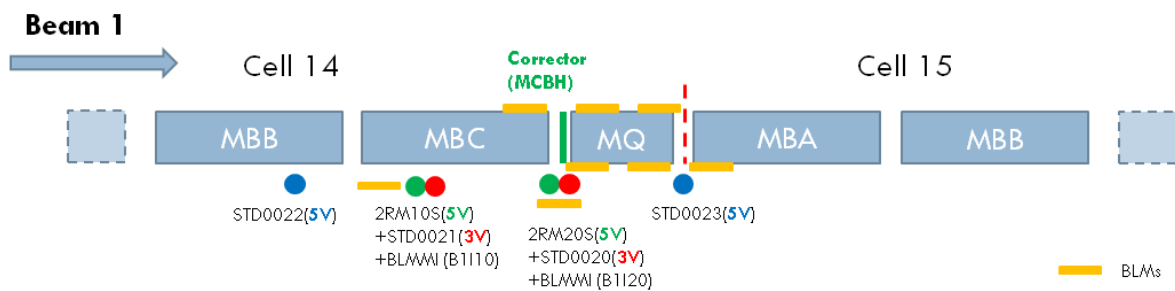 Beam 1
Cell 14
Corrector
(MCBH)
Cell 15
MBB
MBC
MQ
MBA
MBB
STD0022(5V)
2RM10S(5V)
+STD0021(3V)
+BLMMI (B1I10)
2RM20S(5V)
+STD0020(3V)
+BLMMI (B1I20)
STD0023(5V)
BLMs